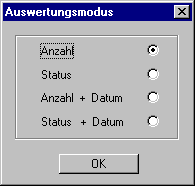 Auswertungsmodus
Anzahl
Status
Anzahl + Datum
Status + Datum
OK